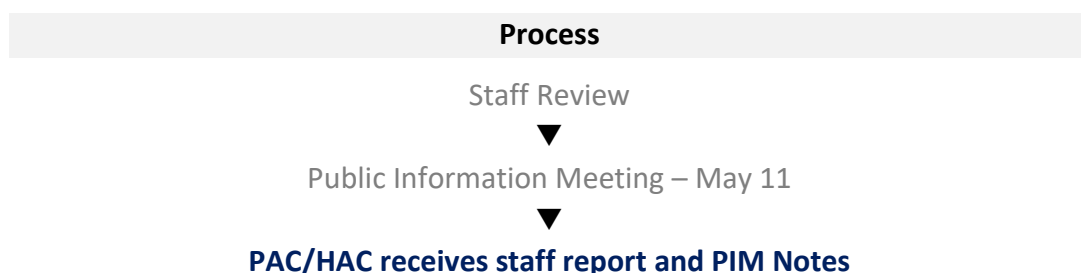 Process
Staff Review
▼
Public Information Meeting – May 11
▼
PAC/HAC receives staff report and PIM Notes